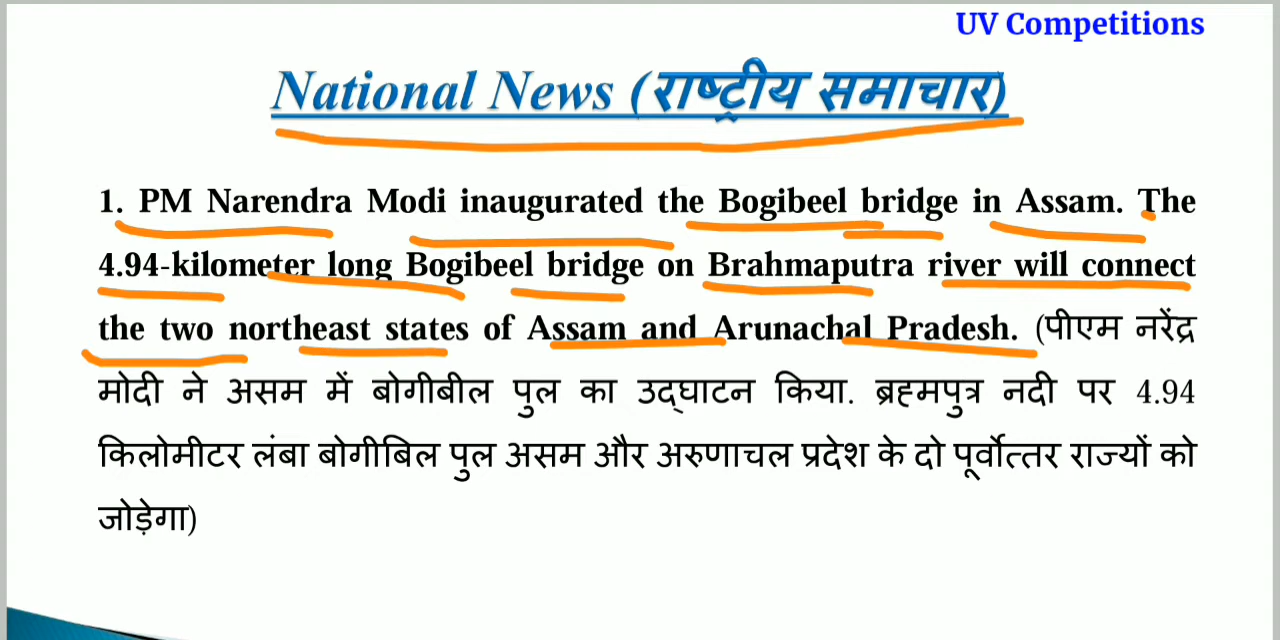 UV Competitions
National News (राष्ट्रीय समाचार)
1. PM Narendra Modi inaugurated the Bogibeel bridge in Assam. The
4.94-kilometer long Bogibeel bridge on Brahmaputra river will connect
the two northeast states of Assam and Arunachal Pradesh. (पीएम नरेंद्र
मोदी ने असम में बोगीबील पुल का उद्घाटन किया. ब्रह्मपुत्र नदी पर 4.94
किलोमीटर लंबा बोगीबिल पुल असम और अरुणाचल प्रदेश के दो पूर्वोत्तर राज्यों को
जोड़ेगा)